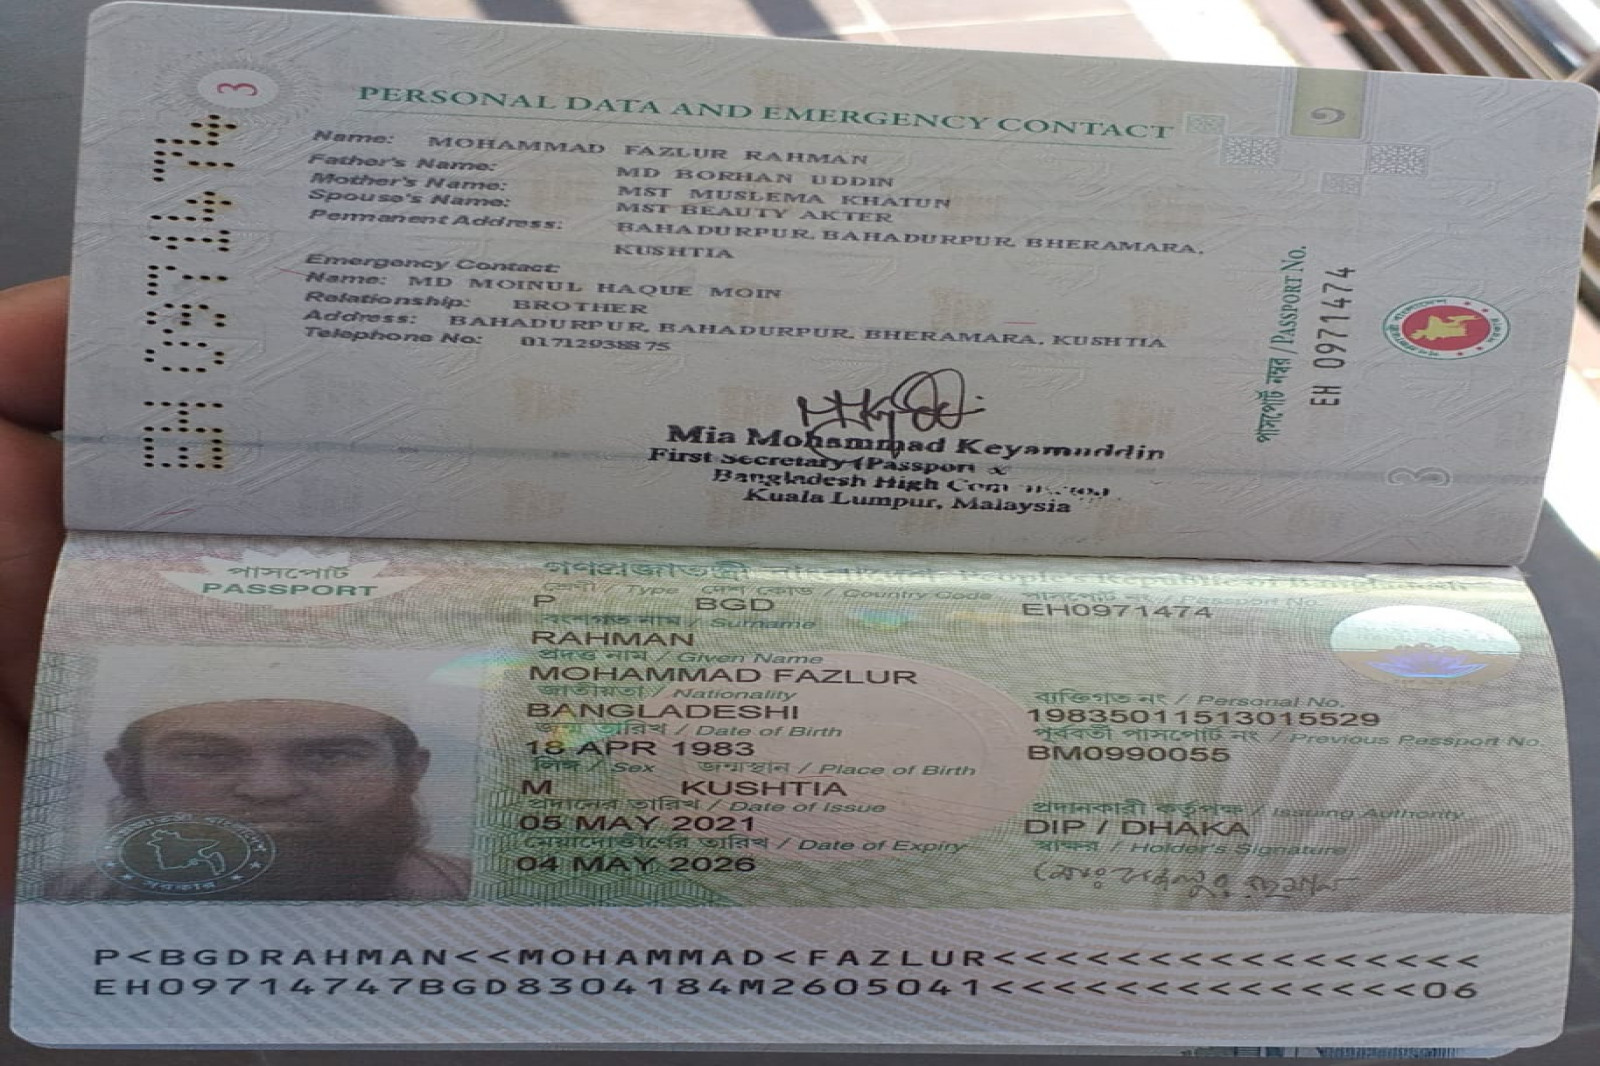 3
PERSONAL DATA AND EMERGENCY CONTACT
Name: MOHAMMAD FAZLUR RAHMAN
Father's Name: MD BORHAN UDDIN
Mother's Name: MST MUSLEMA KHATUN
Spouse's Name: MST BEAUTY AKTER
Permanent Address: BAHADURPUR, BAHADURPUR, BHERAMARA,
KUSHTIA
Emergency Contact:
Name: MD MOINUL HAQUE MOIN
Relationship: BROTHER
Address: BAHADURPUR, BAHADURPUR, BHERAMARA, KUSHTIA
Telephone No: 01712938875
Mia Mohammad Keyamuddin
First Secretary (Passport &
Bangladesh High
Kuala Lumpur, Malaysia
পাসপোর্ট নম্বর / PASSPORT No.
EH 0971474
3
পাসপোর্ট
PASSPORT
গণপ্রজাতন্ত্রী বাংলাদেশ People's Republic of Bangladesh
শ্রেণী / Type দেশ কোড / Country Code পাসপোর্ট নং / Passport No.
P BGD EH0971474
বংশগত নাম / Surname
RAHMAN
প্রদত্ত নাম / Given Name
MOHAMMAD FAZLUR
জাতীয়তা / Nationality ব্যক্তিগত নং / Personal No.
BANGLADESHI 19835011513015529
জন্ম তারিখ / Date of Birth পূর্ববর্তী পাসপোর্ট নং / Previous Passport No.
18 APR 1983 BM0990055
লিঙ্গ / Sex জন্মস্থান / Place of Birth
M KUSHTIA
প্রদানের তারিখ / Date of Issue প্রদানকারী কর্তৃপক্ষ / Issuing Authority
05 MAY 2021 DIP / DHAKA
মেয়াদোত্তীর্ণের তারিখ / Date of Expiry স্বাক্ষর / Holder's Signature
04 MAY 2026
P<BGDRAHMAN<<MOHAMMAD<FAZLUR<<<<<<<<<<<<<<<<
EH09714747BGD8304184M2605041<<<<<<<<<<<<<<06